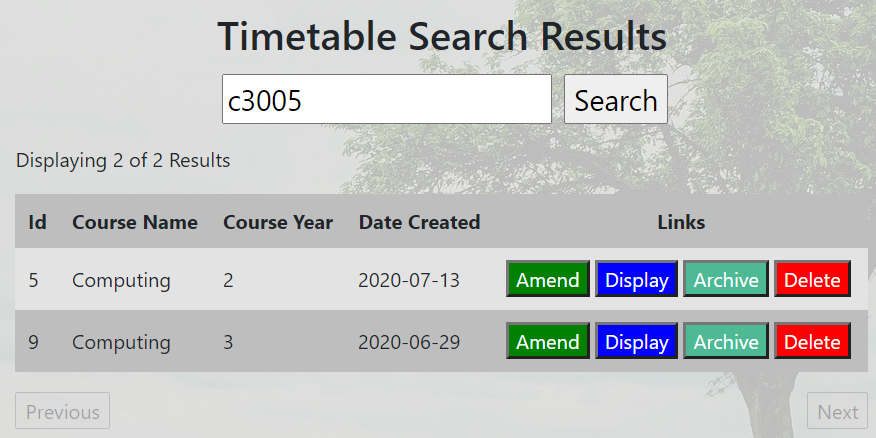 Timetable Search Results
c3005 Search
Displaying 2 of 2 Results
Id Course Name Course Year Date Created Links
5 Computing 2 2020-07-13 Amend Display Archive Delete
9 Computing 3 2020-06-29 Amend Display Archive Delete
Previous Next